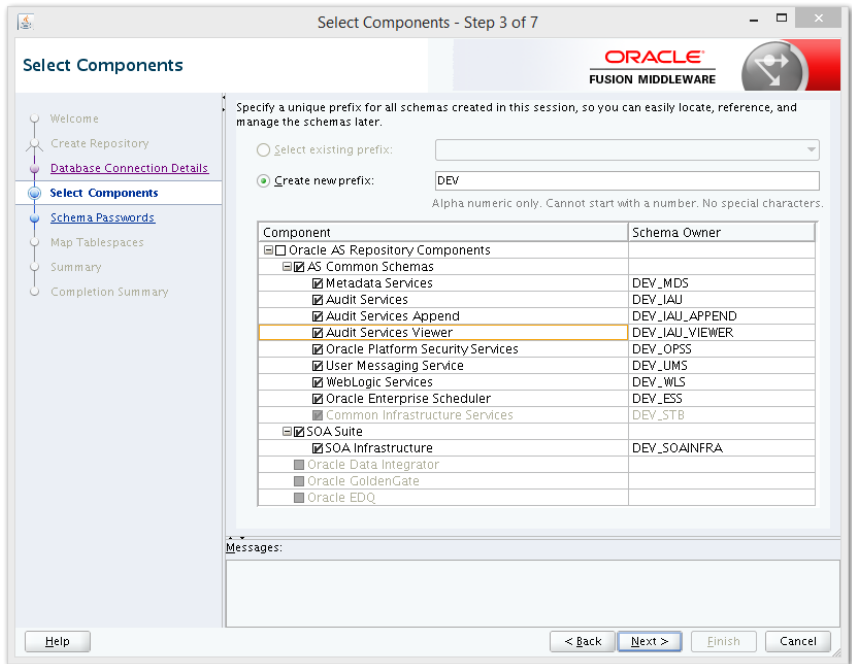 Select Components - Step 3 of 7
Select Components
ORACLE
FUSION MIDDLEWARE
Welcome
Create Repository
Database Connection Details
Select Components
Schema Passwords
Map Tablespaces
Summary
Completion Summary
Specify a unique prefix for all schemas created in this session, so you can easily locate, reference, and
manage the schemas later.
Select existing prefix:
Create new prefix: DEV
Alpha numeric only. Cannot start with a number. No special characters.
Component Schema Owner
Oracle AS Repository Components
AS Common Schemas
Metadata Services DEV_MDS
Audit Services DEV_IAU
Audit Services Append DEV_IAU_APPEND
Audit Services Viewer DEV_IAU_VIEWER
Oracle Platform Security Services DEV_OPSS
User Messaging Service DEV_UMS
WebLogic Services DEV_WLS
Oracle Enterprise Scheduler DEV_ESS
Common Infrastructure Services DEV_STB
SOA Suite
SOA Infrastructure DEV_SOAINFRA
Oracle Data Integrator
Oracle GoldenGate
Oracle EDQ
Messages:
Help < Back Next > Finish Cancel